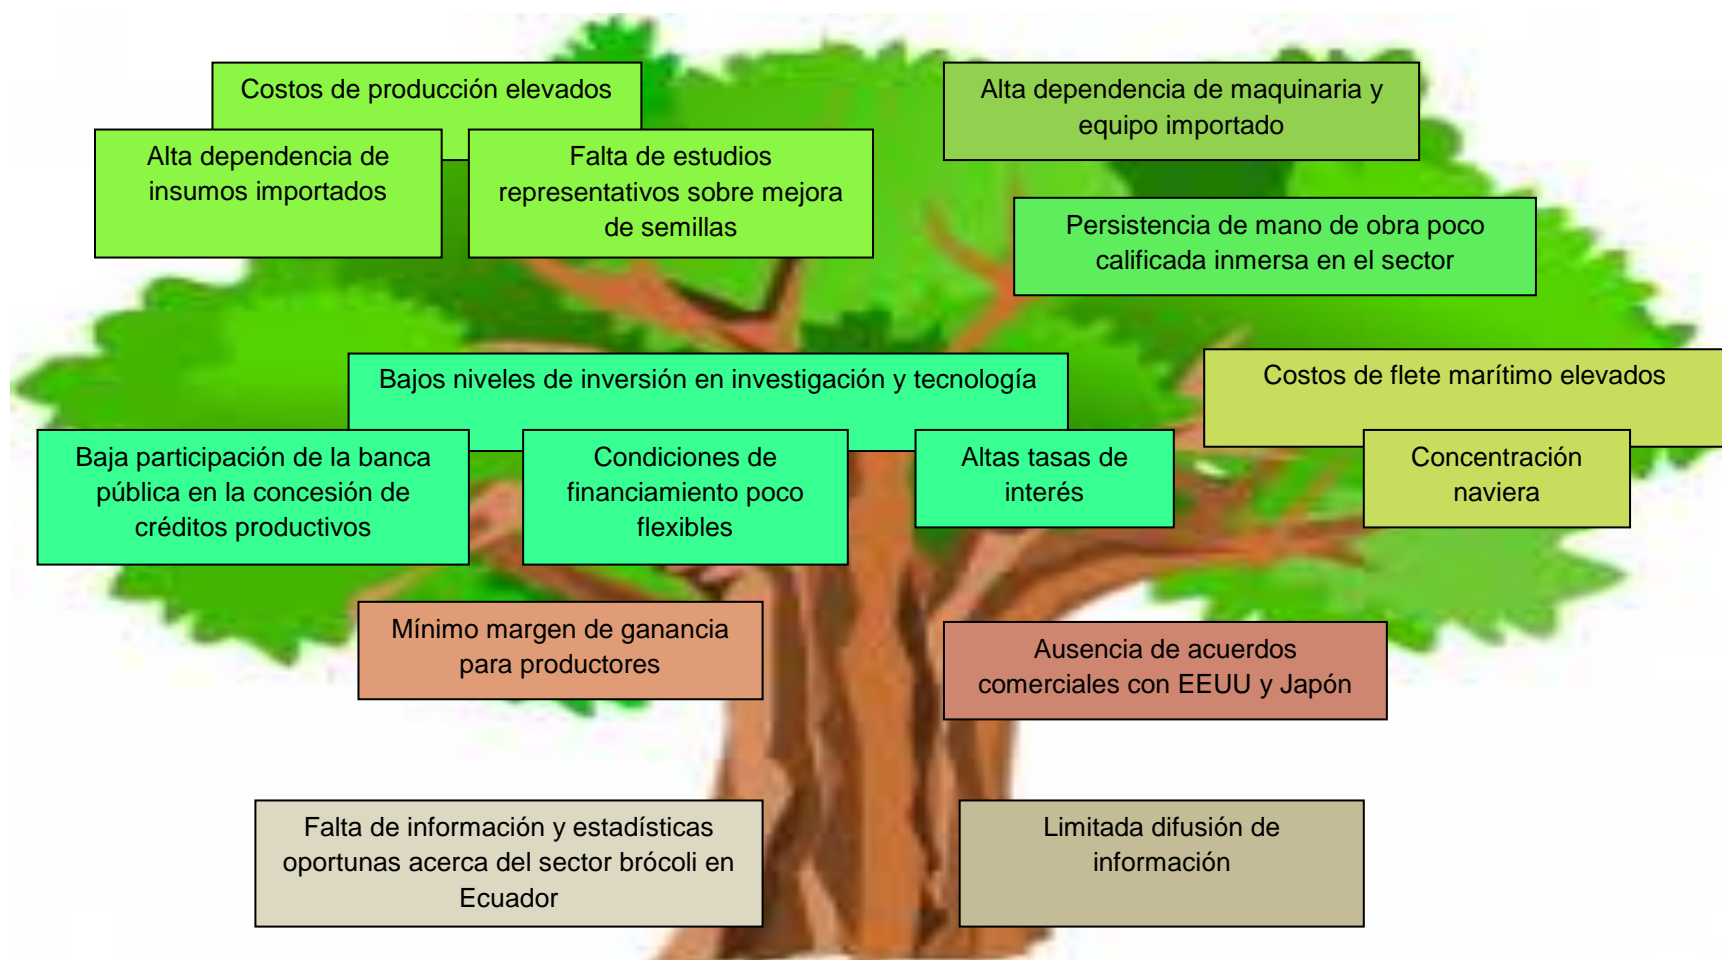 Costos de producción elevados
Alta dependencia de
insumos importados
Falta de estudios
representativos sobre mejora
de semillas
Alta dependencia de maquinaria y
equipo importado
Persistencia de mano de obra poco
calificada inmersa en el sector
Bajos niveles de inversión en investigación y tecnología
Baja participación de la banca
pública en la concesión de
créditos productivos
Condiciones de
financiamiento poco
flexibles
Altas tasas de
interés
Costos de flete marítimo elevados
Concentración
naviera
Mínimo margen de ganancia
para productores
Ausencia de acuerdos
comerciales con EEUU y Japón
Falta de información y estadísticas
oportunas acerca del sector brócoli en
Ecuador
Limitada difusión de
información